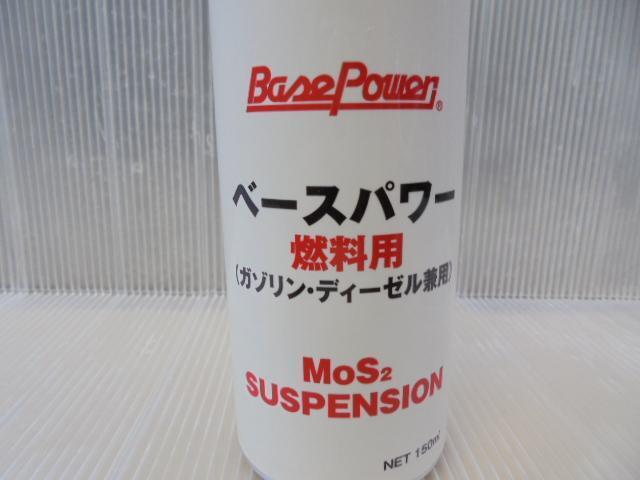 BasePower®
ベースパワー
燃料用
(ガゾリン・ディーゼル兼用)
MoS₂
SUSPENSION
NET 150㎖